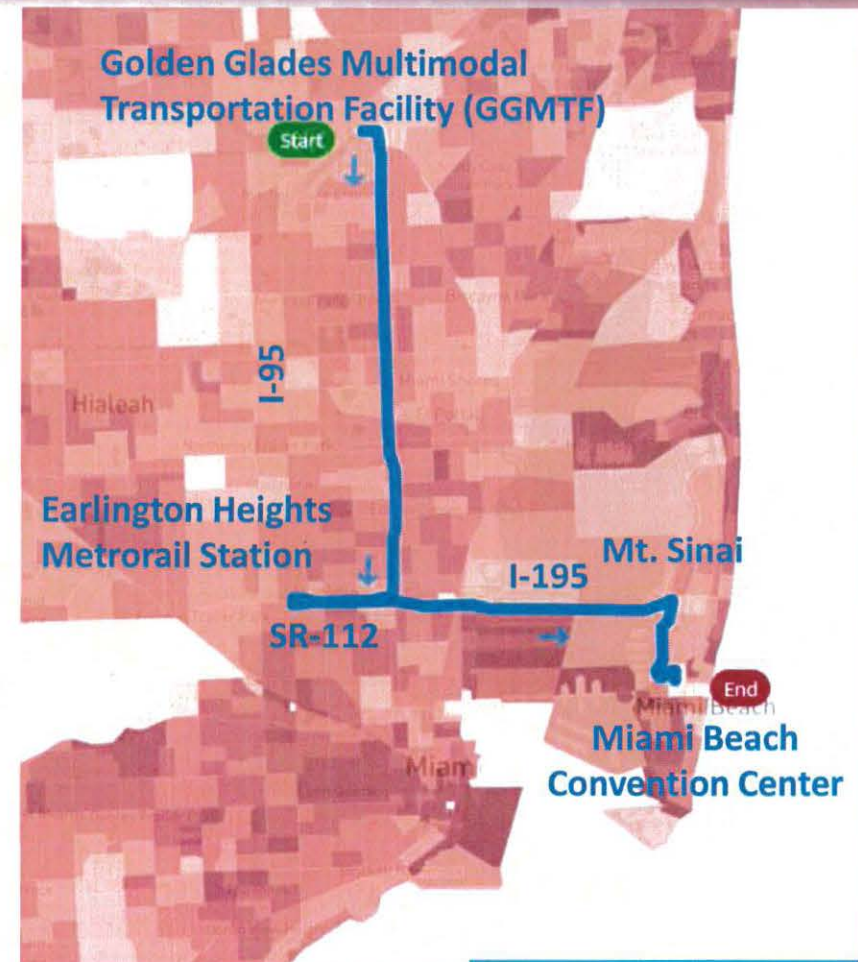 Golden Glades Multimodal
Transportation Facility (GGMTF)
Start
I-95
Hialeah
Earlington Heights
Metrorail Station
Mt. Sinai
I-195
SR-112
End
Miami Beach
Miami Beach
Convention Center
Miami